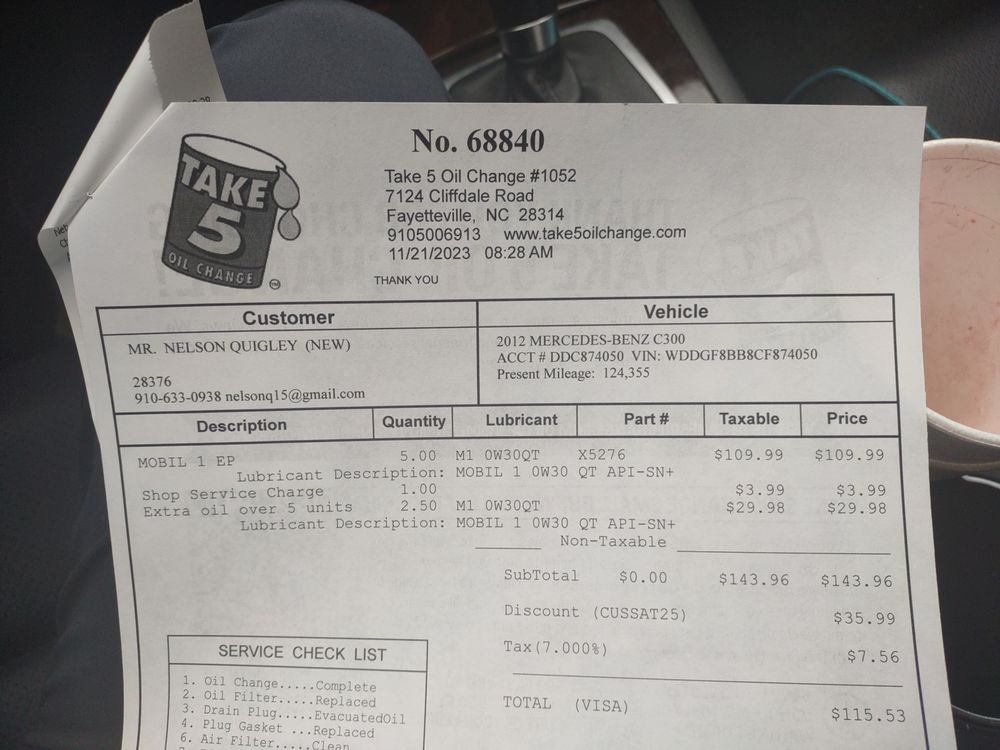 No. 68840
TAKE
5
OIL CHANGE
Take 5 Oil Change #1052
7124 Cliffdale Road
Fayetteville, NC 28314
9105006913 www.take5oilchange.com
11/21/2023 08:28 AM
THANK YOU
Customer Vehicle
MR. NELSON QUIGLEY (NEW)
28376
910-633-0938 nelsonq15@gmail.com
2012 MERCEDES-BENZ C300
ACCT # DDC874050 VIN: WDDGF8BB8CF874050
Present Mileage: 124,355
Description Quantity Lubricant Part # Taxable Price
MOBIL 1 EP 5.00 M1 0W30QT X5276 $109.99 $109.99
Lubricant Description: MOBIL 1 0W30 QT API-SN+
Shop Service Charge 1.00 $3.99 $3.99
Extra oil over 5 units 2.50 M1 0W30QT $29.98 $29.98
Lubricant Description: MOBIL 1 0W30 QT API-SN+
Non-Taxable
SubTotal $0.00 $143.96 $143.96
Discount (CUSSAT25) $35.99
Tax(7.000%) $7.56
TOTAL (VISA) $115.53
SERVICE CHECK LIST
1. Oil Change.....Complete
2. Oil Filter.....Replaced
3. Drain Plug.....EvacuatedOil
4. Plug Gasket ...Replaced
6. Air Filter.....Clean